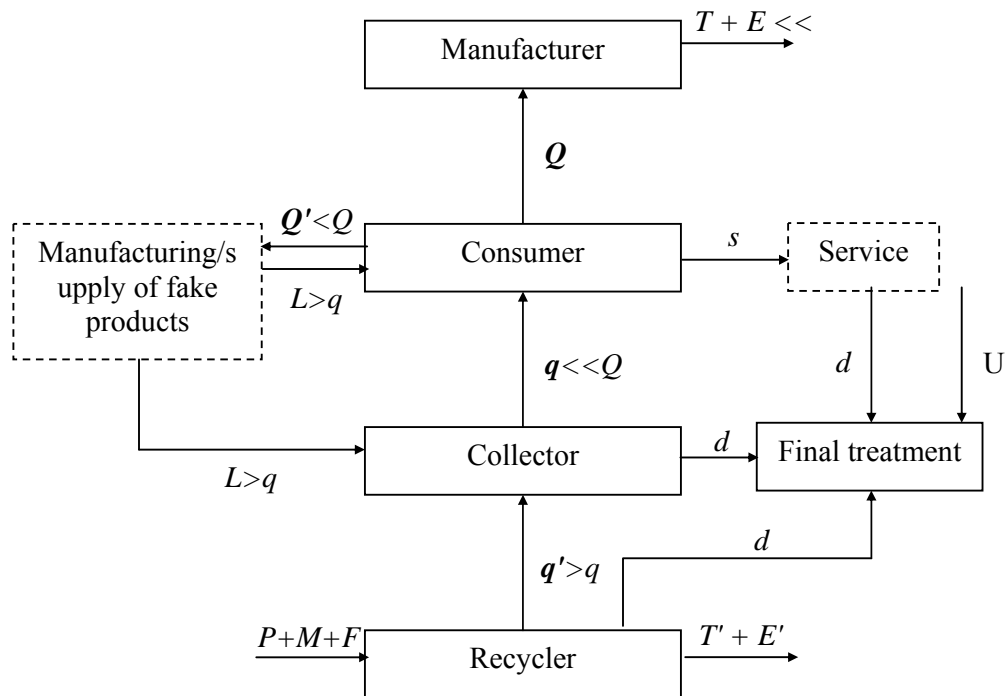 T + E <<
Manufacturer
Q
Q'<Q
Manufacturing/s
upply of fake
products
L>q
Consumer
s
Service
q<<Q
d
U
L>q
Collector
d
Final treatment
q'>q
d
P+M+F
Recycler
T' + E'